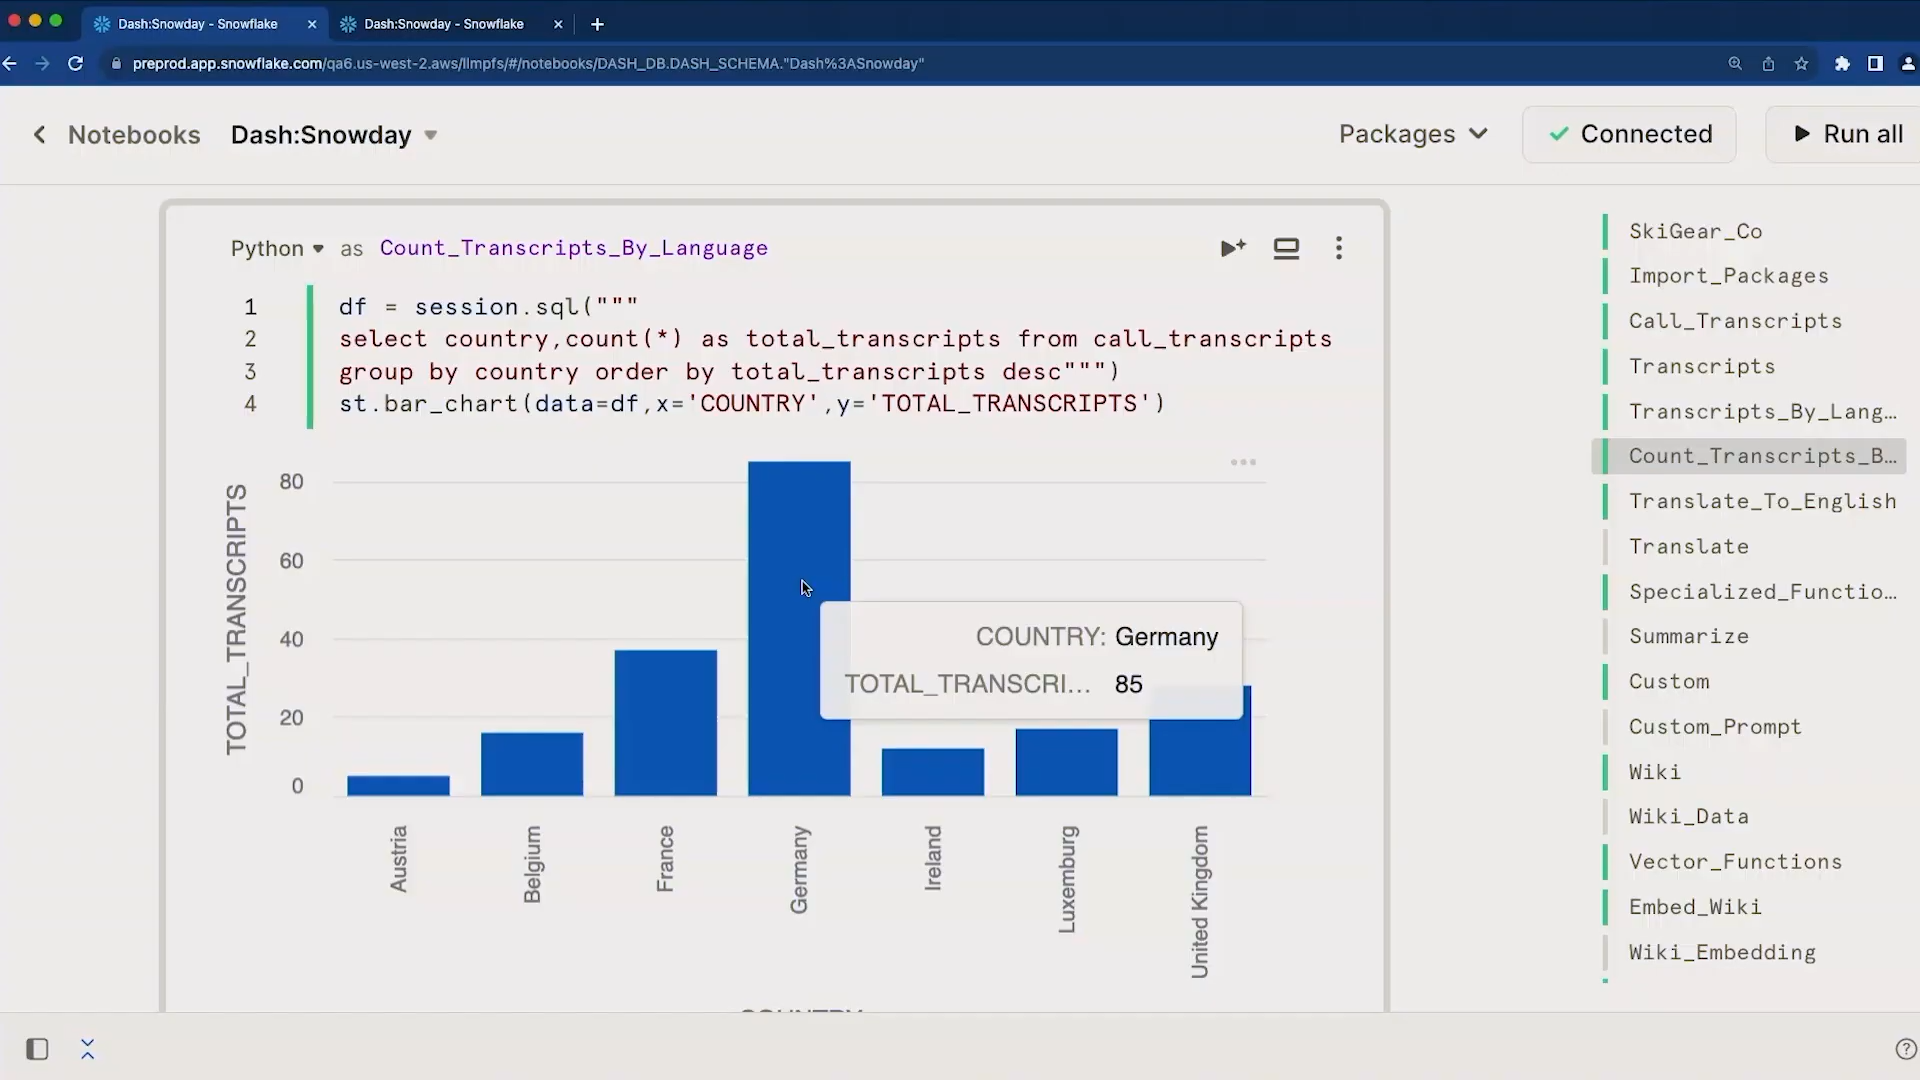 Dash:Snowday - Snowflake
Dash:Snowday - Snowflake
preprod.app.snowflake.com/qa6.us-west-2.aws/llmpfs/#/notebooks/DASH_DB.DASH_SCHEMA."Dash%3ASnowday"
Notebooks Dash:Snowday
Packages
Connected
Run all
Python as Count_Transcripts_By_Language
1 df = session.sql("""
2 select country,count(*) as total_transcripts from call_transcripts
3 group by country order by total_transcripts desc""")
4 st.bar_chart(data=df,x='COUNTRY',y='TOTAL_TRANSCRIPTS')
TOTAL_TRANSCRIPTS
80
60
40
20
0
COUNTRY: Germany
TOTAL_TRANSCRI... 85
Austria
Belgium
France
Germany
Ireland
Luxemburg
United Kingdom
COUNTRY
SkiGear_Co
Import_Packages
Call_Transcripts
Transcripts
Transcripts_By_Lang...
Count_Transcripts_B...
Translate_To_English
Translate
Specialized_Functio...
Summarize
Custom
Custom_Prompt
Wiki
Wiki_Data
Vector_Functions
Embed_Wiki
Wiki_Embedding